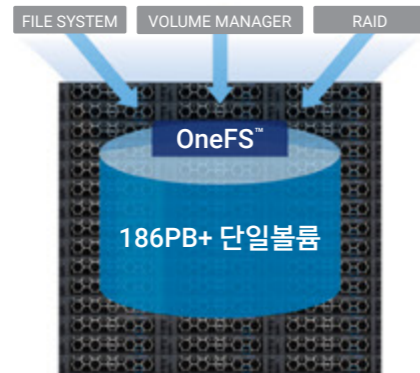 FILE SYSTEM VOLUME MANAGER RAID
OneFS™
186PB+ 단일볼륨